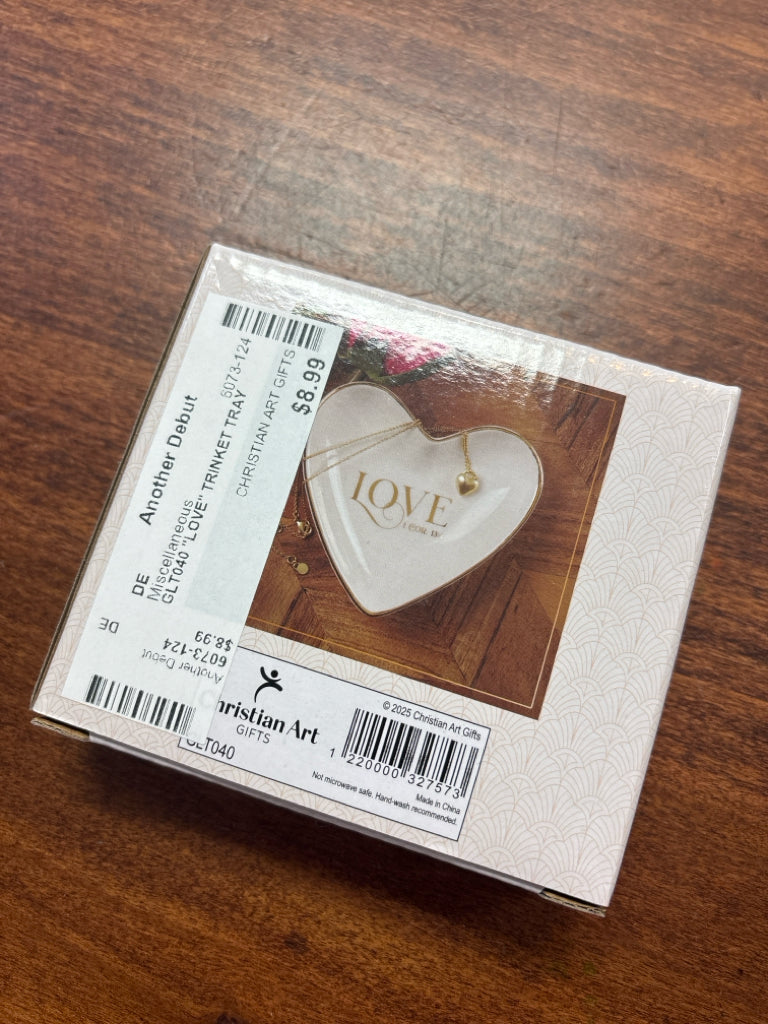 Another Debut
DE
Miscellaneous
6073-124
GLT040 "LOVE" TRINKET TRAY
CHRISTIAN ART GIFTS
$8.99
DE
Another Debut
6073-124
$8.99
LOVE
Christian Art
GIFTS
GLT040
© 2025 Christian Art Gifts
1 220000 327573
Made in China
Not microwave safe. Hand-wash recommended.